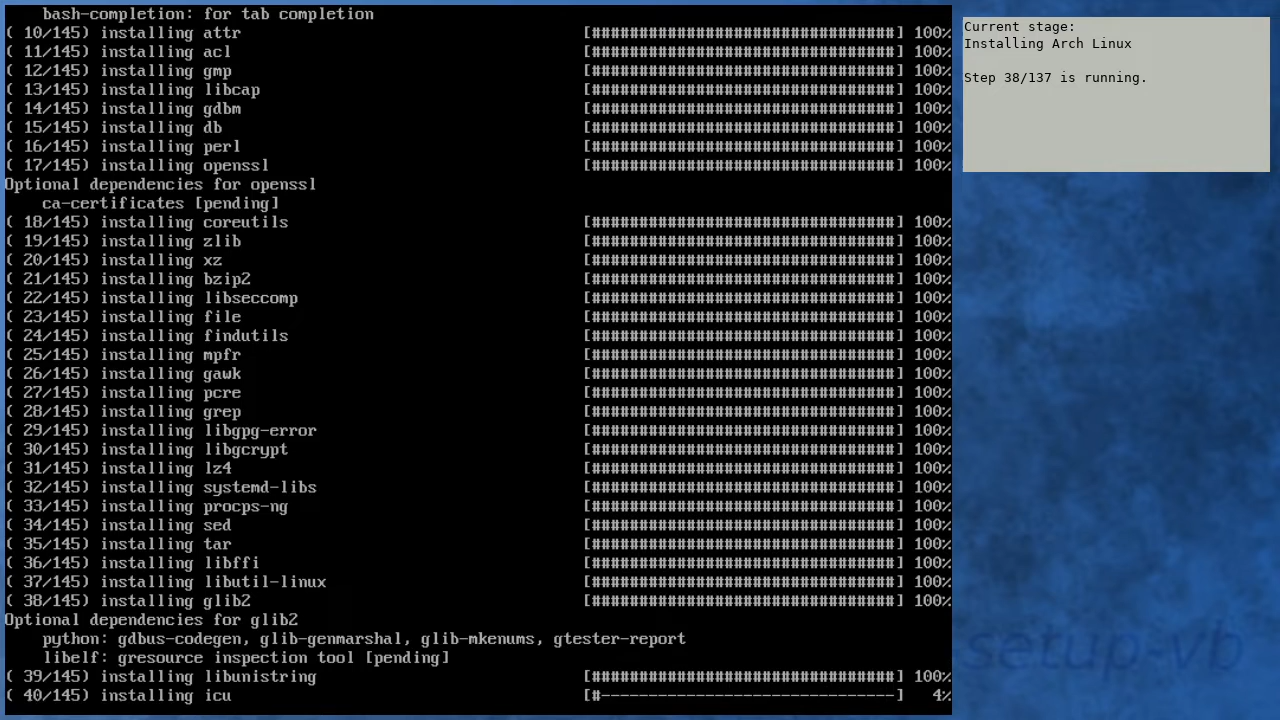 bash-completion: for tab completion
( 10/145) installing attr [################################] 100%
( 11/145) installing acl [################################] 100%
( 12/145) installing gmp [################################] 100%
( 13/145) installing libcap [################################] 100%
( 14/145) installing gdbm [################################] 100%
( 15/145) installing db [################################] 100%
( 16/145) installing perl [################################] 100%
( 17/145) installing openssl [################################] 100%
Optional dependencies for openssl
    ca-certificates [pending]
( 18/145) installing coreutils [################################] 100%
( 19/145) installing zlib [################################] 100%
( 20/145) installing xz [################################] 100%
( 21/145) installing bzip2 [################################] 100%
( 22/145) installing libseccomp [################################] 100%
( 23/145) installing file [################################] 100%
( 24/145) installing findutils [################################] 100%
( 25/145) installing mpfr [################################] 100%
( 26/145) installing gawk [################################] 100%
( 27/145) installing pcre [################################] 100%
( 28/145) installing grep [################################] 100%
( 29/145) installing libgpg-error [################################] 100%
( 30/145) installing libgcrypt [################################] 100%
( 31/145) installing lz4 [################################] 100%
( 32/145) installing systemd-libs [################################] 100%
( 33/145) installing procps-ng [################################] 100%
( 34/145) installing sed [################################] 100%
( 35/145) installing tar [################################] 100%
( 36/145) installing libffi [################################] 100%
( 37/145) installing libutil-linux [################################] 100%
( 38/145) installing glib2 [################################] 100%
Optional dependencies for glib2
    python: gdbus-codegen, glib-genmarshal, glib-mkenums, gtester-report
    libelf: gresource inspection tool [pending]
( 39/145) installing libunistring [################################] 100%
( 40/145) installing icu [#-------------------------------] 4%
Current stage:
Installing Arch Linux
Step 38/137 is running.
setup-vb